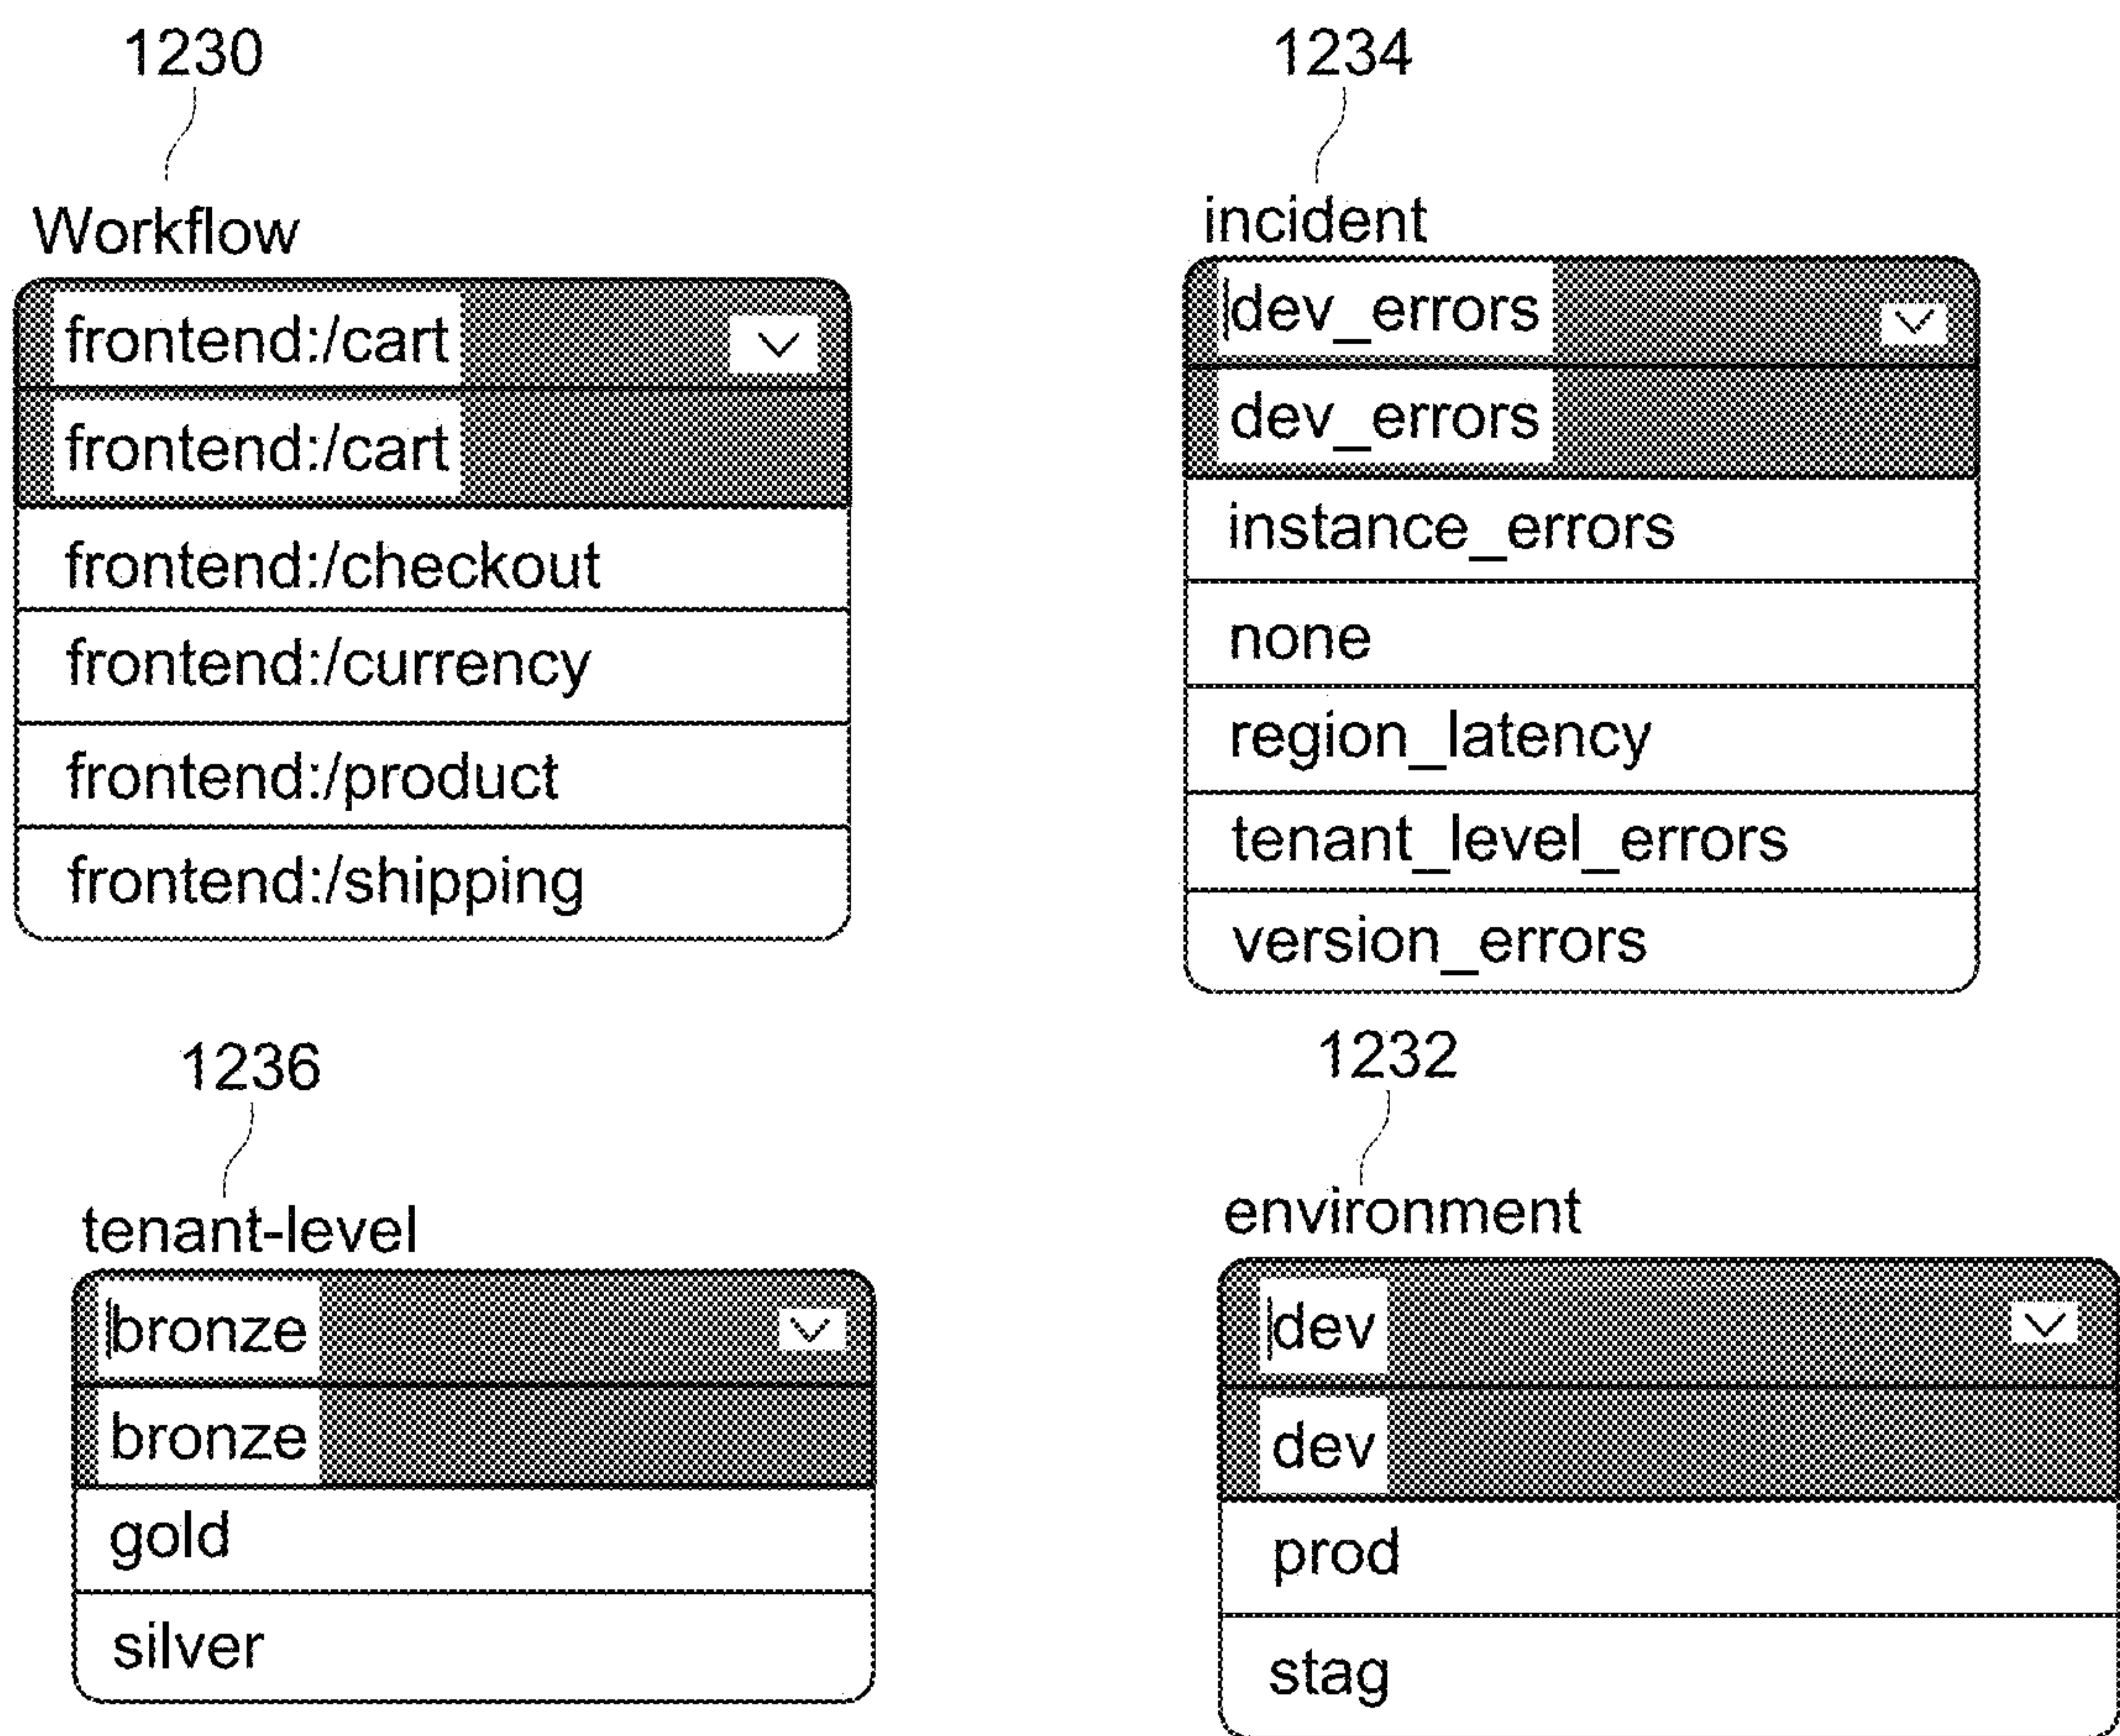 1230
Workflow
frontend:/cart
frontend:/cart
frontend:/checkout
frontend:/currency
frontend:/product
frontend:/shipping
1234
incident
dev_errors
dev_errors
instance_errors
none
region_latency
tenant_level_errors
version_errors
1236
tenant-level
bronze
bronze
gold
silver
1232
environment
dev
dev
prod
stag